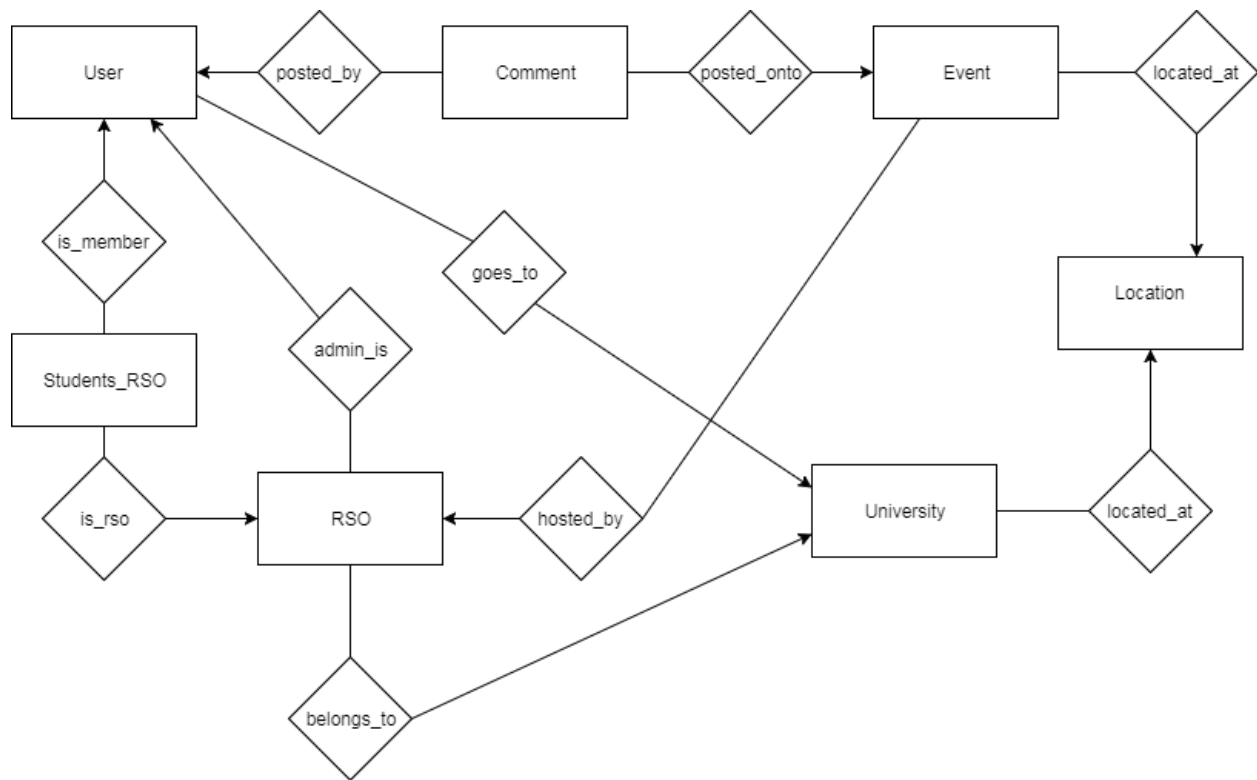 User
posted_by
Comment
posted_onto
Event
located_at
is_member
goes_to
Location
admin_is
Students_RSO
is_rso
RSO
hosted_by
University
located_at
belongs_to